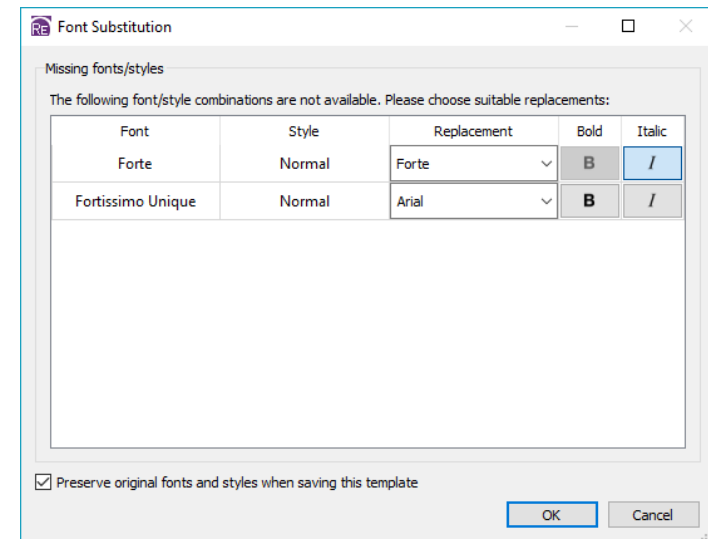 RE Font Substitution
Missing fonts/styles
The following font/style combinations are not available. Please choose suitable replacements:
Font Style Replacement Bold Italic
Forte Normal Forte B I
Fortissimo Unique Normal Arial B I
Preserve original fonts and styles when saving this template
OK Cancel